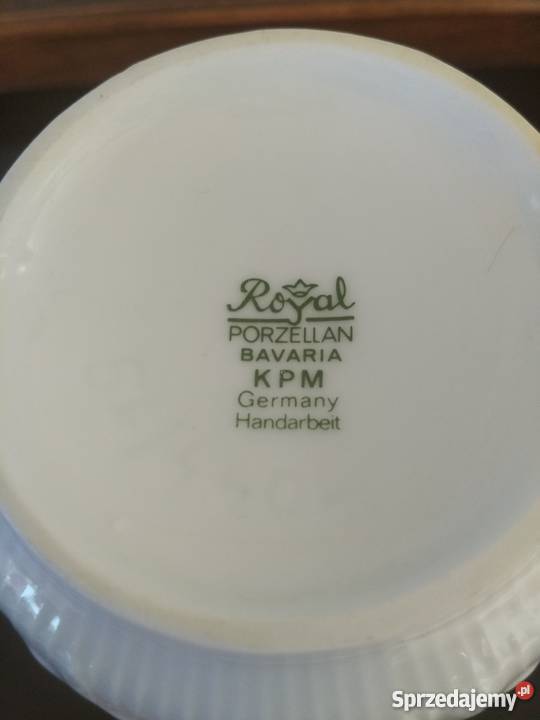 Royal
PORZELLAN
BAVARIA
KPM
Germany
Handarbeit
Sprzedajemy.pl